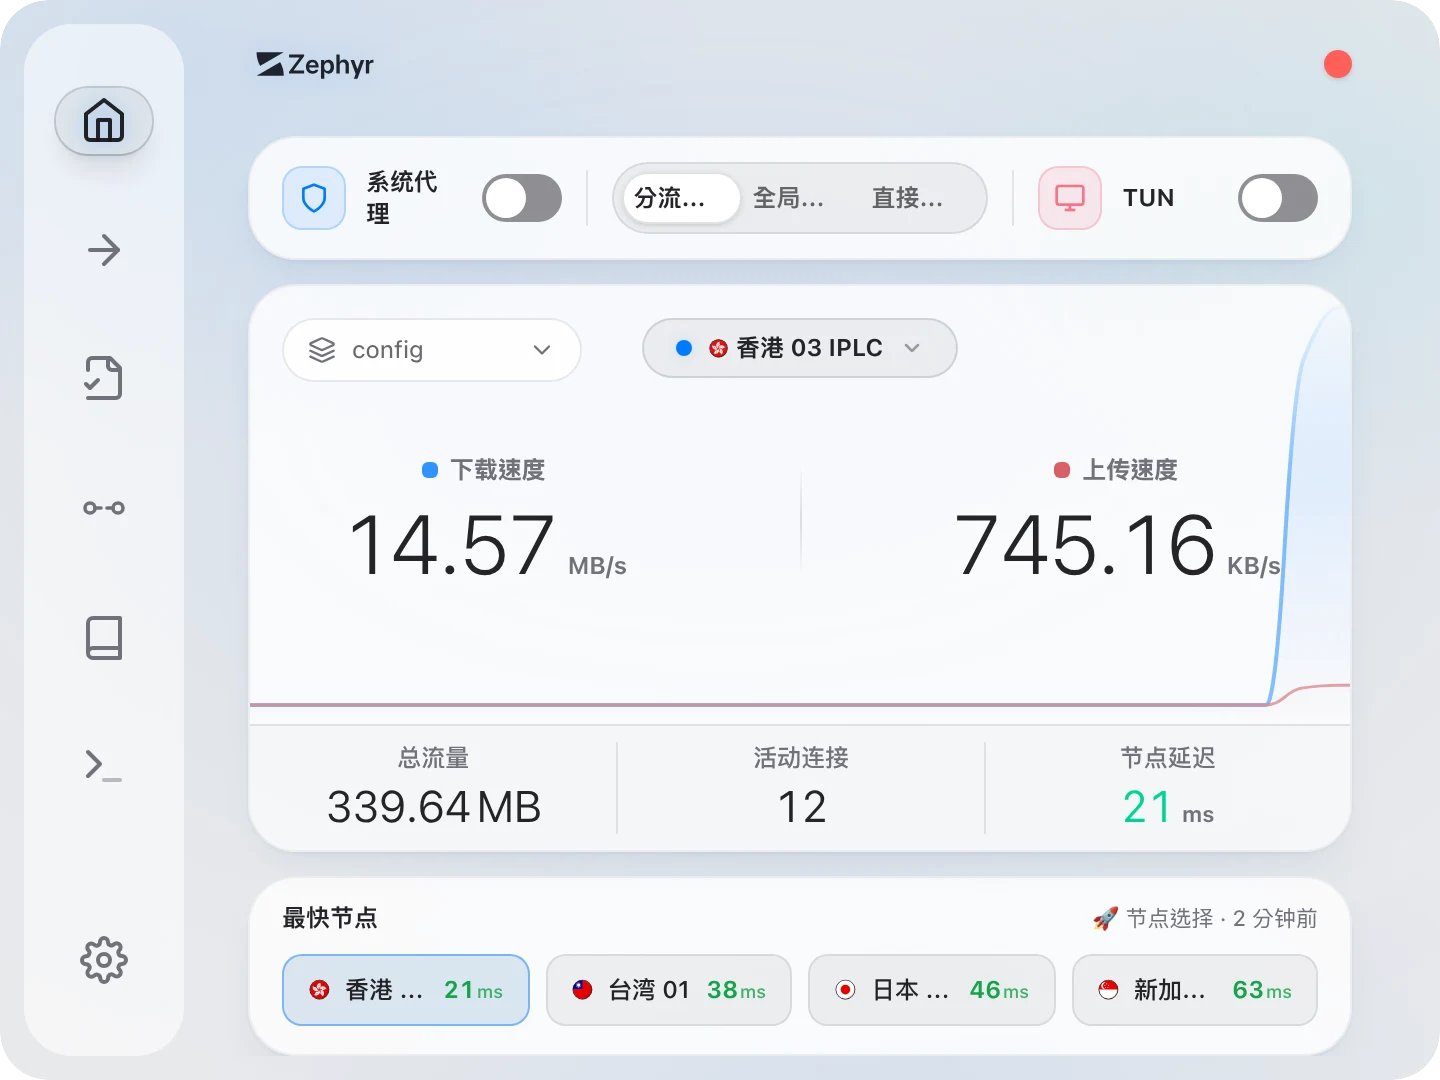 Zephyr
系统代
理
分流...
全局...
直接...
TUN
config
香港 03 IPLC
下载速度
14.57 MB/s
上传速度
745.16 KB/s
总流量
339.64 MB
活动连接
12
节点延迟
21 ms
最快节点
🚀 节点选择 · 2 分钟前
香港 ... 21ms
台湾 01 38ms
日本 ... 46ms
新加... 63ms